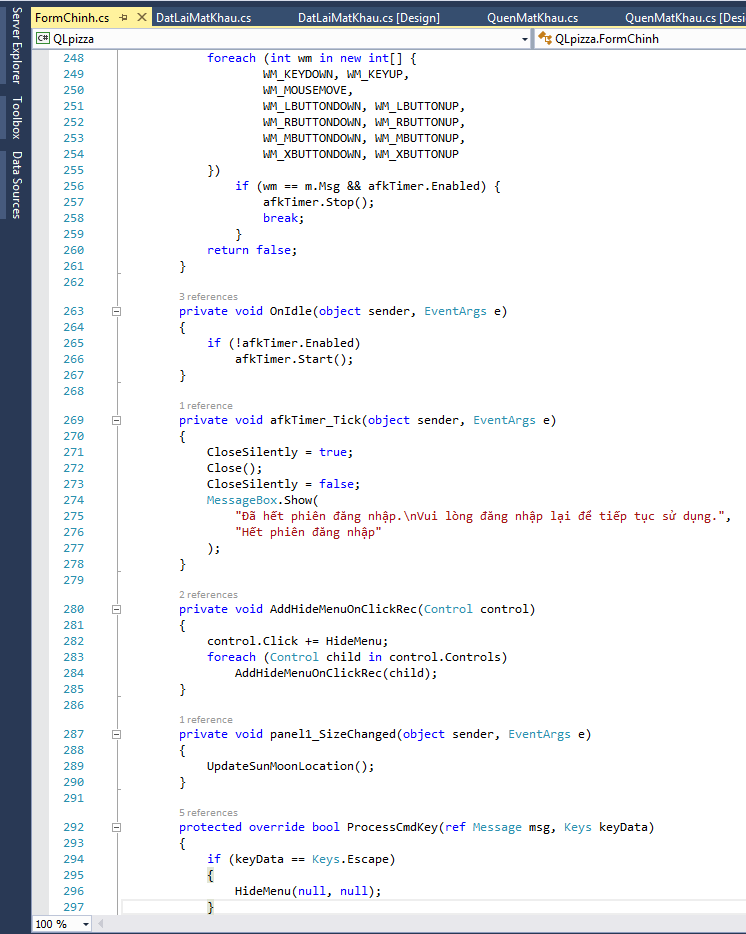 FormChinh.cs DatLaiMatKhau.cs DatLaiMatKhau.cs [Design] QuenMatKhau.cs QuenMatKhau.cs [Desi
Server Explorer
Toolbox
Data Sources
C# QLpizza QLpizza.FormChinh
248 foreach (int wm in new int[] {
249 WM_KEYDOWN, WM_KEYUP,
250 WM_MOUSEMOVE,
251 WM_LBUTTONDOWN, WM_LBUTTONUP,
252 WM_RBUTTONDOWN, WM_RBUTTONUP,
253 WM_MBUTTONDOWN, WM_MBUTTONUP,
254 WM_XBUTTONDOWN, WM_XBUTTONUP
255 })
256 if (wm == m.Msg && afkTimer.Enabled) {
257 afkTimer.Stop();
258 break;
259 }
260 return false;
261 }
262
3 references
263 private void OnIdle(object sender, EventArgs e)
264 {
265 if (!afkTimer.Enabled)
266 afkTimer.Start();
267 }
268
1 reference
269 private void afkTimer_Tick(object sender, EventArgs e)
270 {
271 CloseSilently = true;
272 Close();
273 CloseSilently = false;
274 MessageBox.Show(
275 "Đã hết phiên đăng nhập.\nVui lòng đăng nhập lại để tiếp tục sử dụng.",
276 "Hết phiên đăng nhập"
277 );
278 }
279
2 references
280 private void AddHideMenuOnClickRec(Control control)
281 {
282 control.Click += HideMenu;
283 foreach (Control child in control.Controls)
284 AddHideMenuOnClickRec(child);
285 }
286
1 reference
287 private void panel1_SizeChanged(object sender, EventArgs e)
288 {
289 UpdateSunMoonLocation();
290 }
291
5 references
292 protected override bool ProcessCmdKey(ref Message msg, Keys keyData)
293 {
294 if (keyData == Keys.Escape)
295 {
296 HideMenu(null, null);
297 }
100 %